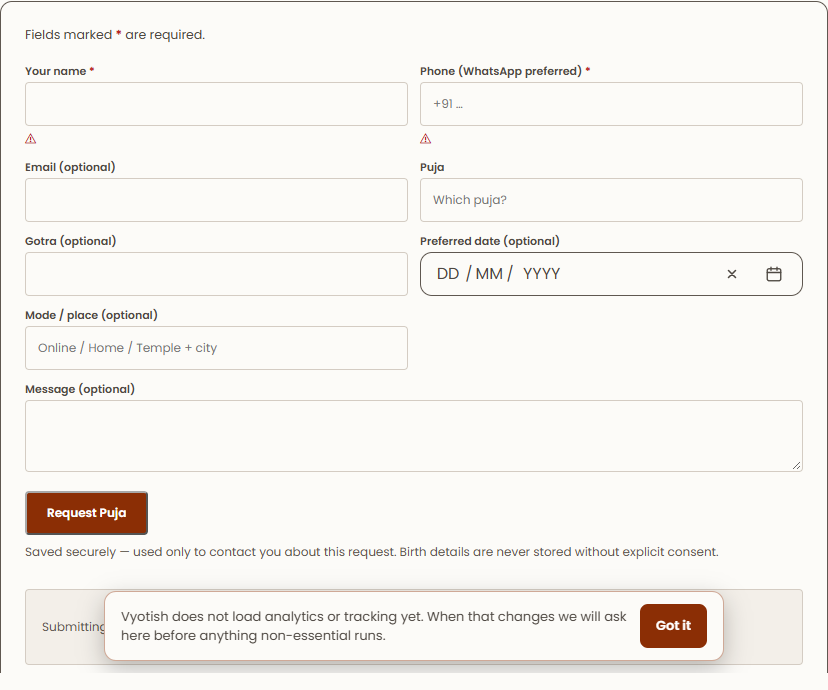 Fields marked * are required.
Your name *
Phone (WhatsApp preferred) *
+91 …
Email (optional)
Puja
Which puja?
Gotra (optional)
Preferred date (optional)
DD / MM / YYYY
Mode / place (optional)
Online / Home / Temple + city
Message (optional)
Request Puja
Saved securely — used only to contact you about this request. Birth details are never stored without explicit consent.
Submitting
Vyotish does not load analytics or tracking yet. When that changes we will ask
here before anything non-essential runs.
Got it